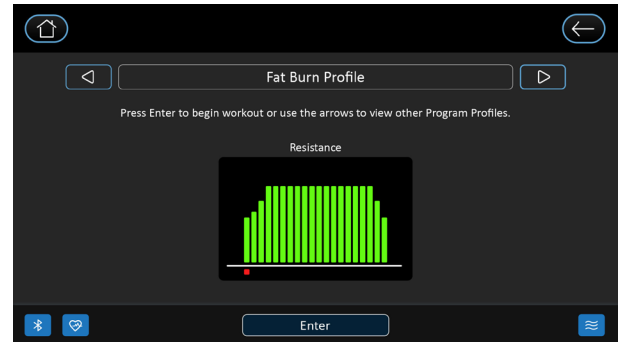 Fat Burn Profile
Press Enter to begin workout or use the arrows to view other Program Profiles.
Resistance
Enter